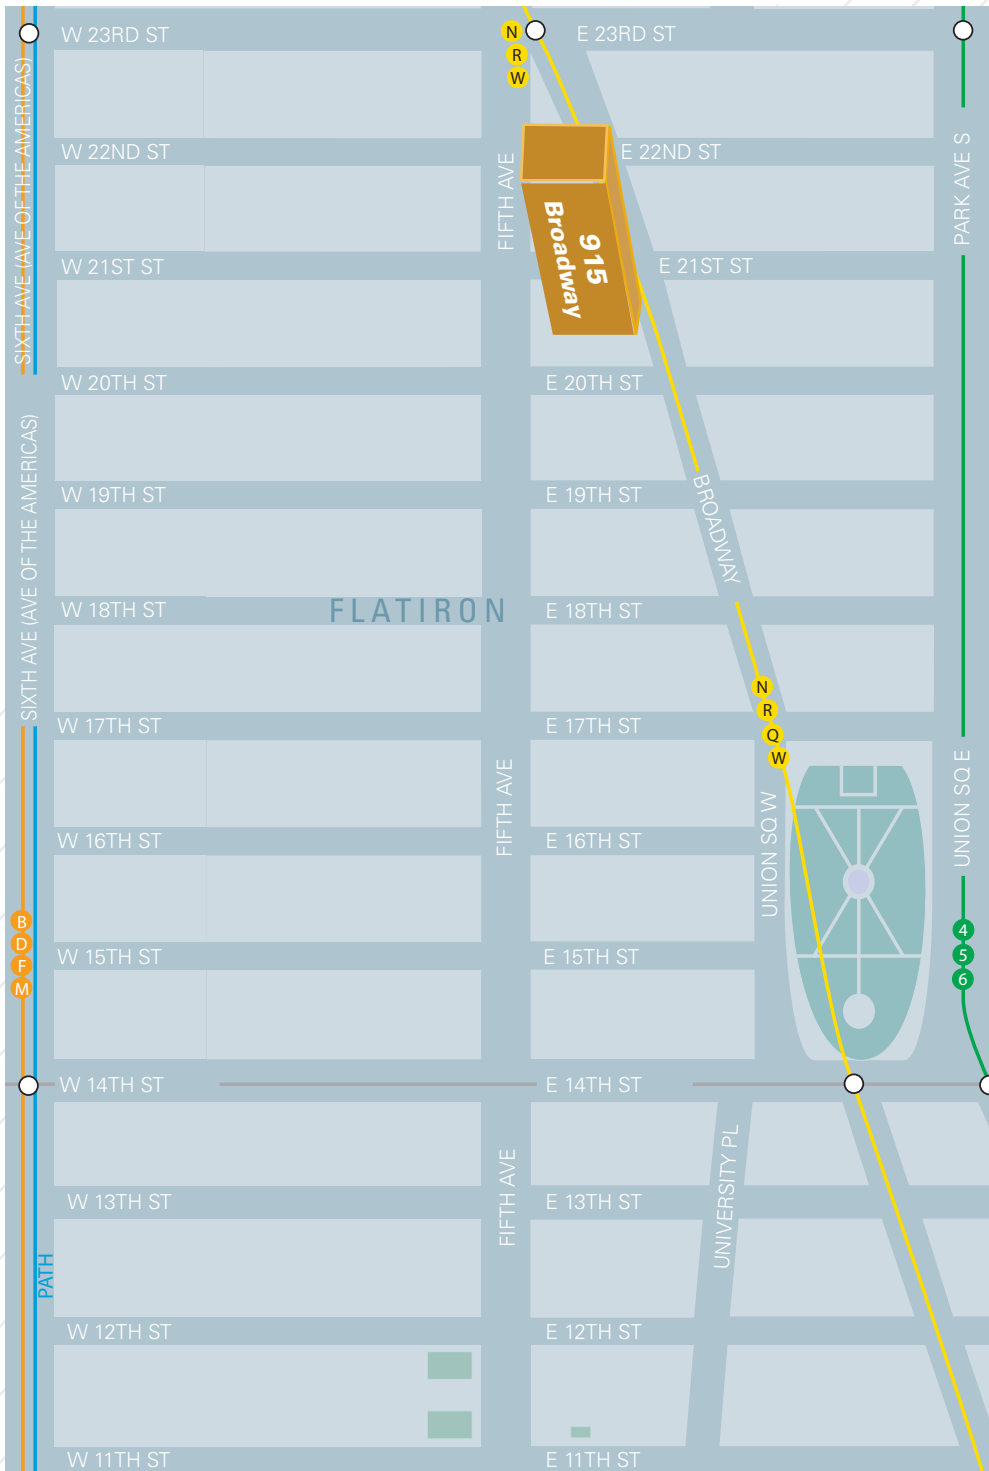 W 23RD ST
N
R
W
E 23RD ST
SIXTH AVE (AVE OF THE AMERICAS)
W 22ND ST
FIFTH AVE
E 22ND ST
PARK AVE S
915
Broadway
W 21ST ST
E 21ST ST
W 20TH ST
E 20TH ST
SIXTH AVE (AVE OF THE AMERICAS)
W 19TH ST
E 19TH ST
BROADWAY
W 18TH ST
FLATIRON
E 18TH ST
N
R
Q
W
W 17TH ST
E 17TH ST
FIFTH AVE
UNION SQ W
UNION SQ E
W 16TH ST
E 16TH ST
B
D
F
M
4
5
6
W 15TH ST
E 15TH ST
W 14TH ST
E 14TH ST
FIFTH AVE
UNIVERSITY PL
W 13TH ST
E 13TH ST
PATH
W 12TH ST
E 12TH ST
W 11TH ST
E 11TH ST